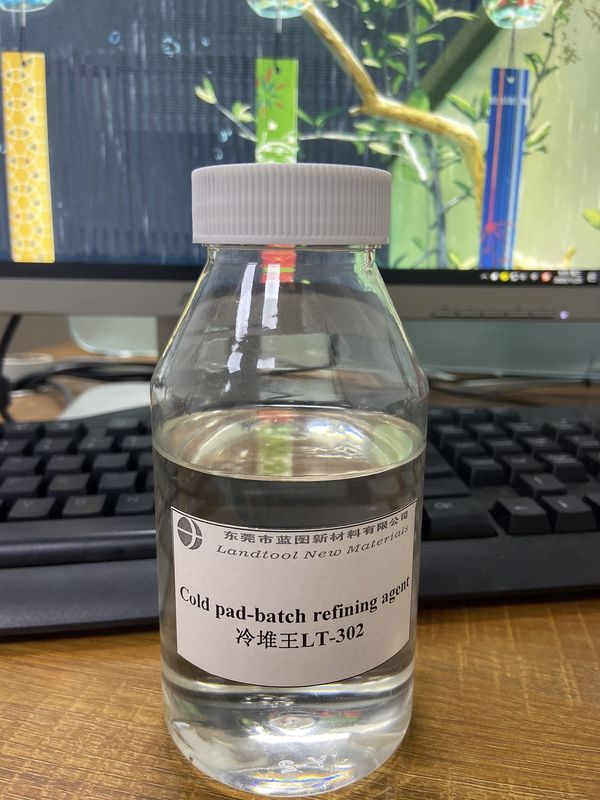 东莞市蓝图新材料有限公司
Landtool New Materials
Cold pad-batch refining agent
冷堆王LT-302